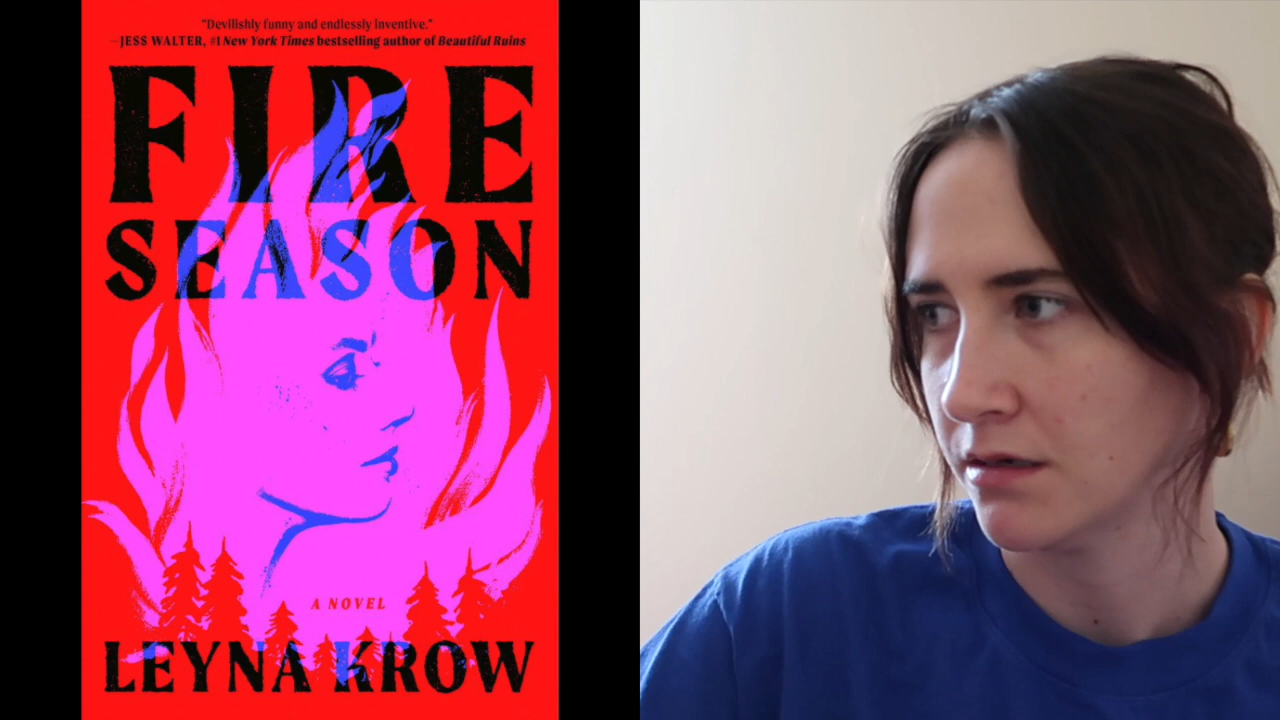 "Devilishly funny and endlessly inventive."
—JESS WALTER, #1 New York Times bestselling author of Beautiful Ruins
FIRE
SEASON
A NOVEL
LEYNA KROW